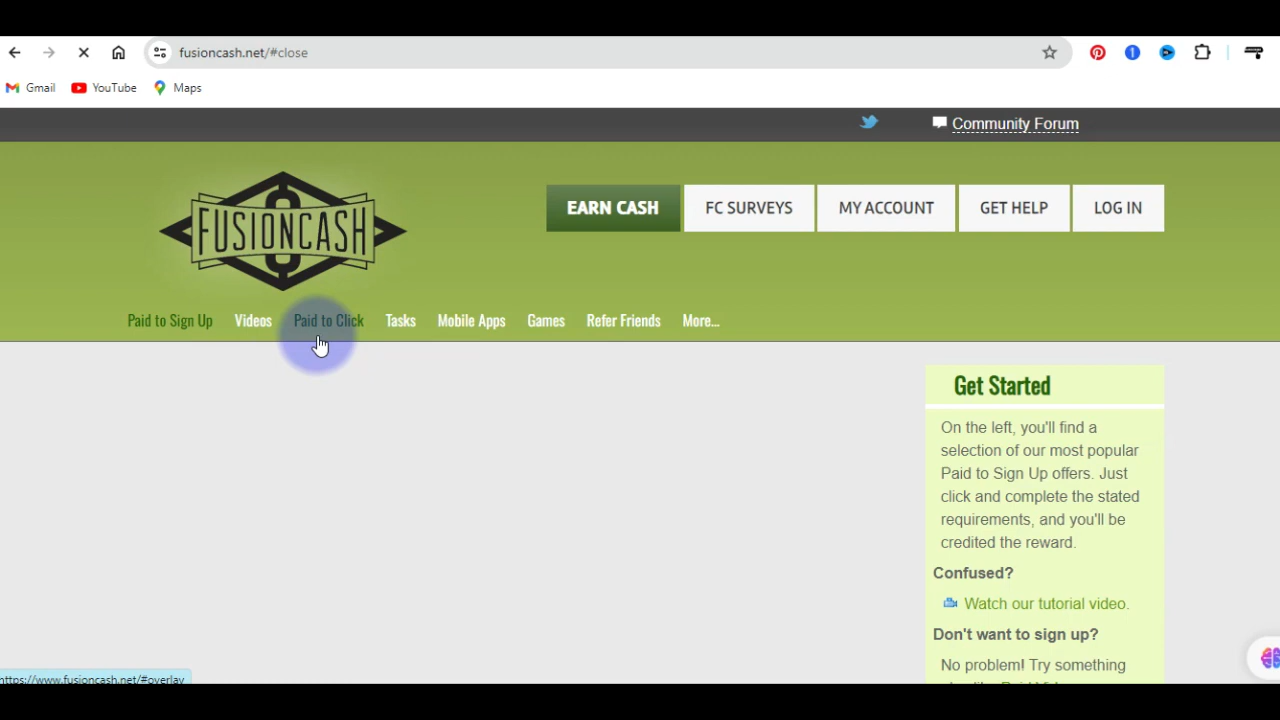 fusioncash.net/#close
Gmail YouTube Maps
Community Forum
FUSIONCASH
EARN CASH FC SURVEYS MY ACCOUNT GET HELP LOG IN
Paid to Sign Up Videos Paid to Click Tasks Mobile Apps Games Refer Friends More...
Get Started
On the left, you'll find a
selection of our most popular
Paid to Sign Up offers. Just
click and complete the stated
requirements, and you'll be
credited the reward.
Confused?
Watch our tutorial video.
Don't want to sign up?
No problem! Try something
https://www.fusioncash.net/#overlay